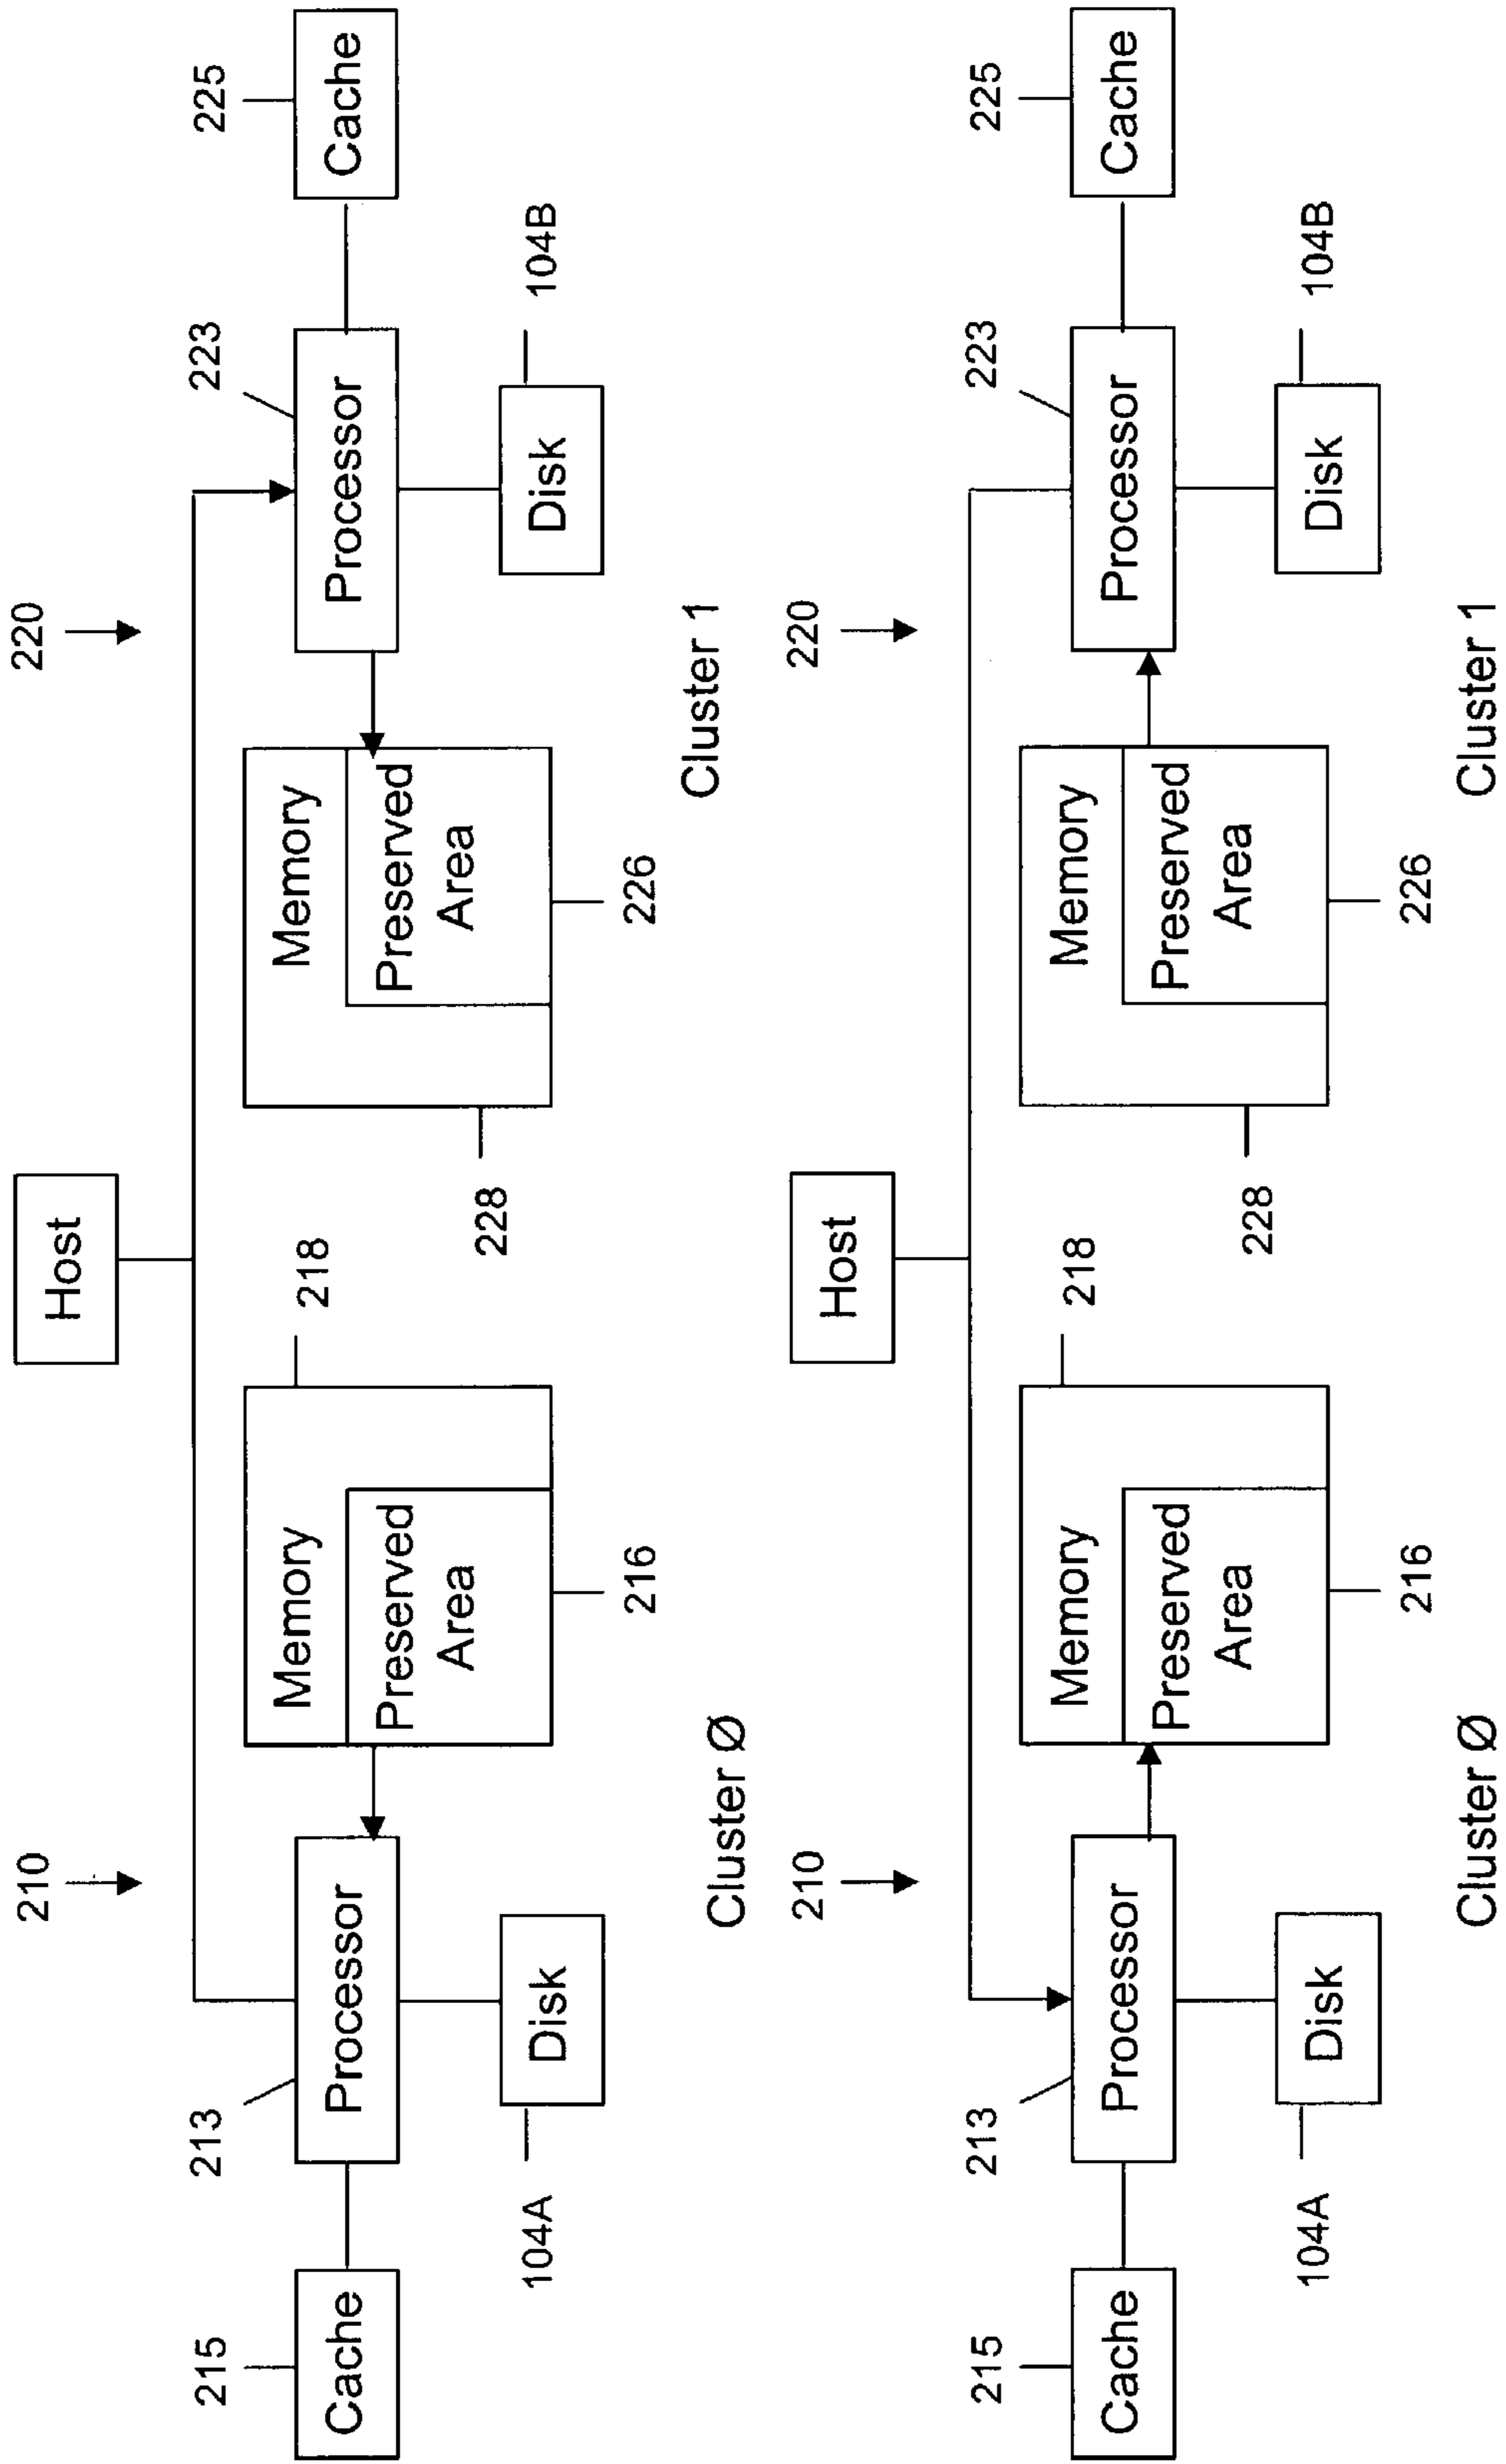 210
Host
220
215
213
218
223
225
Cache
Processor
Memory
Preserved
Area
Memory
Preserved
Area
Processor
Cache
104A
Disk
216
228
226
Disk
104B
Cluster Ø
Cluster 1
210
Host
220
215
213
218
223
225
Cache
Processor
Memory
Preserved
Area
Memory
Preserved
Area
Processor
Cache
104A
Disk
216
228
226
Disk
104B
Cluster Ø
Cluster 1